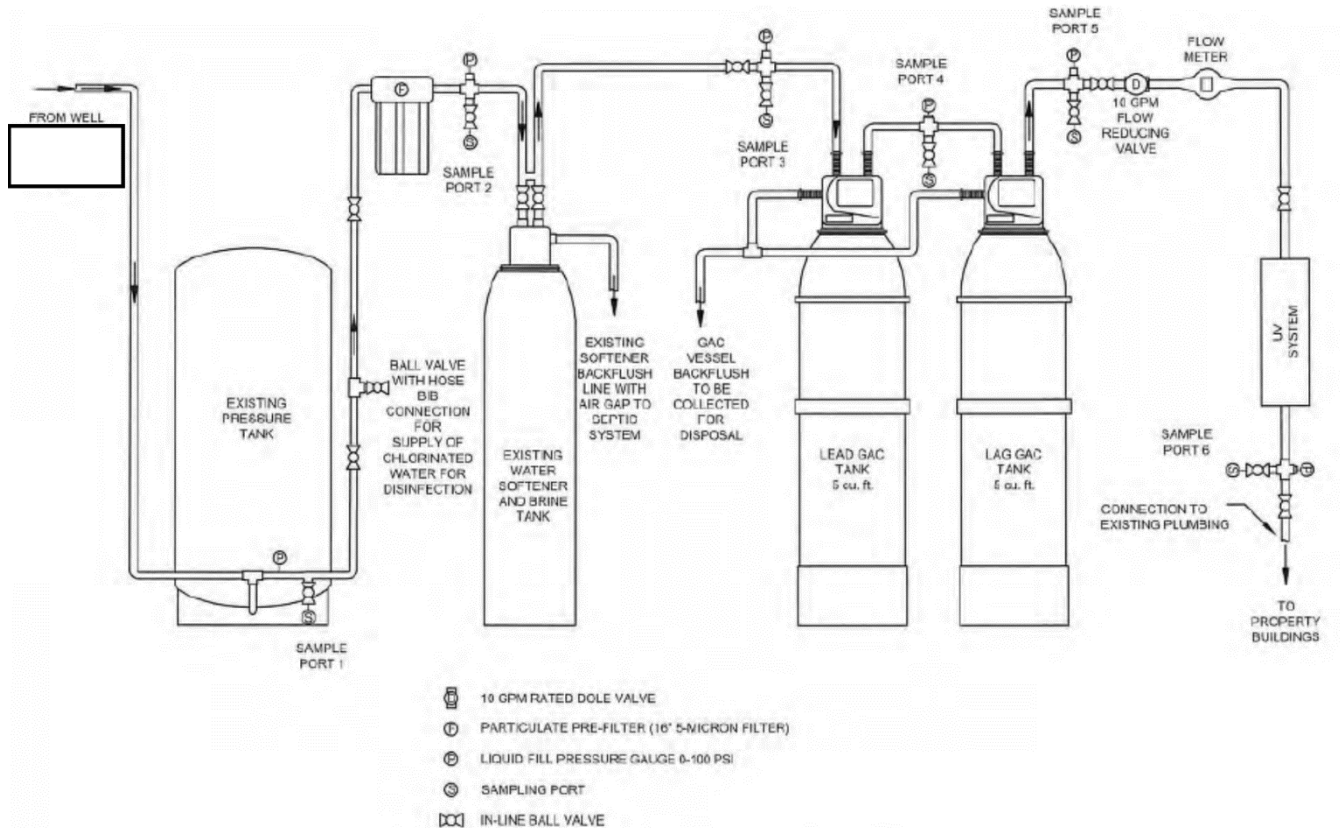 SAMPLE
PORT 5
FLOW
METER
P
P
P
P
SAMPLE
PORT 4
P
F
D
10 GPM
FLOW
REDUCING
VALVE
FROM WELL
S
SAMPLE
PORT 2
S
SAMPLE
PORT 3
S
S
UV
SYSTEM
EXISTING
PRESSURE
TANK
BALL VALVE
WITH HOSE
BIB
CONNECTION
FOR
SUPPLY OF
CHLORINATED
WATER FOR
DISINFECTION
EXISTING
SOFTENER
BACKFLUSH
LINE WITH
AIR GAP TO
SEPTIC
SYSTEM
GAC
VESSEL
BACKFLUSH
TO BE
COLLECTED
FOR
DISPOSAL
EXISTING
WATER
SOFTENER
AND BRINE
TANK
LEAD GAC
TANK
5 cu. ft.
LAG GAC
TANK
5 cu. ft.
SAMPLE
PORT 6
S
P
CONNECTION TO
EXISTING PLUMBING
TO
PROPERTY
BUILDINGS
P
S
SAMPLE
PORT 1
10 GPM RATED DOLE VALVE
F PARTICULATE PRE-FILTER (16" 5-MICRON FILTER)
P LIQUID FILL PRESSURE GAUGE 0-100 PSI
S SAMPLING PORT
IN-LINE BALL VALVE